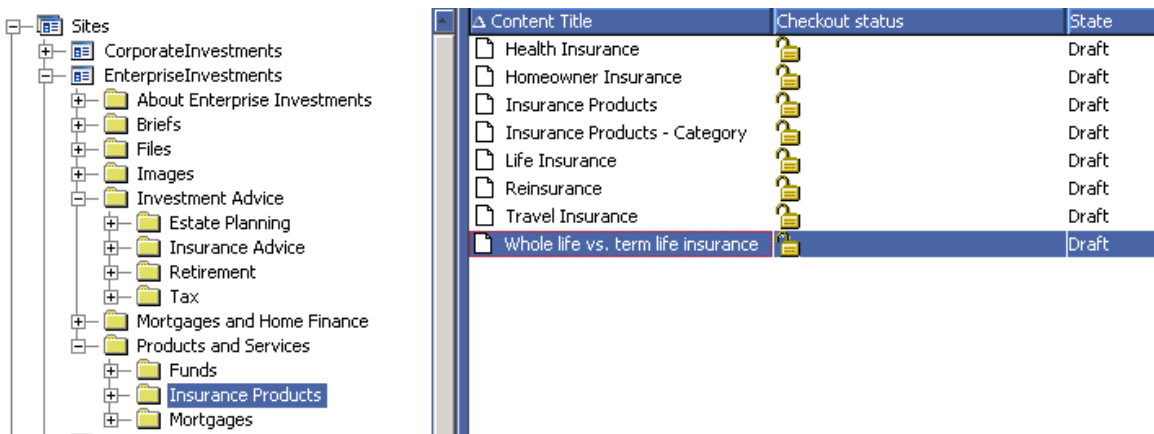 Sites
CorporateInvestments
EnterpriseInvestments
About Enterprise Investments
Briefs
Files
Images
Investment Advice
Estate Planning
Insurance Advice
Retirement
Tax
Mortgages and Home Finance
Products and Services
Funds
Insurance Products
Mortgages
Content Title Checkout status State
Health Insurance Draft
Homeowner Insurance Draft
Insurance Products Draft
Insurance Products - Category Draft
Life Insurance Draft
Reinsurance Draft
Travel Insurance Draft
Whole life vs. term life insurance Draft